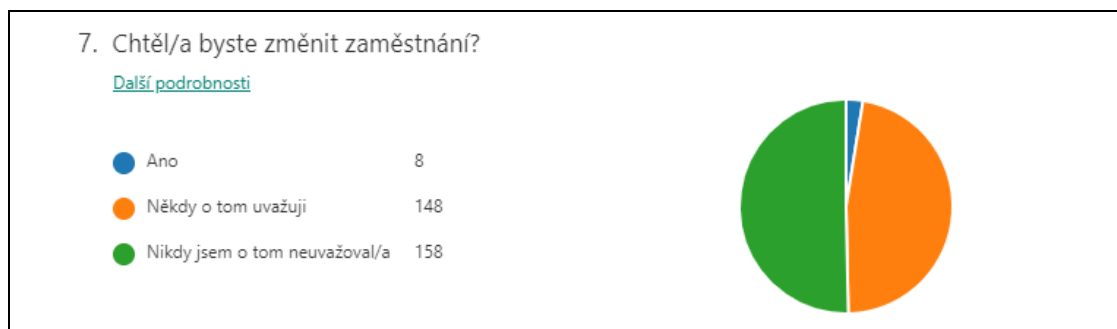 7. Chtěl/a byste změnit zaměstnání?
Další podrobnosti
Ano 8
Někdy o tom uvažuji 148
Nikdy jsem o tom neuvažoval/a 158